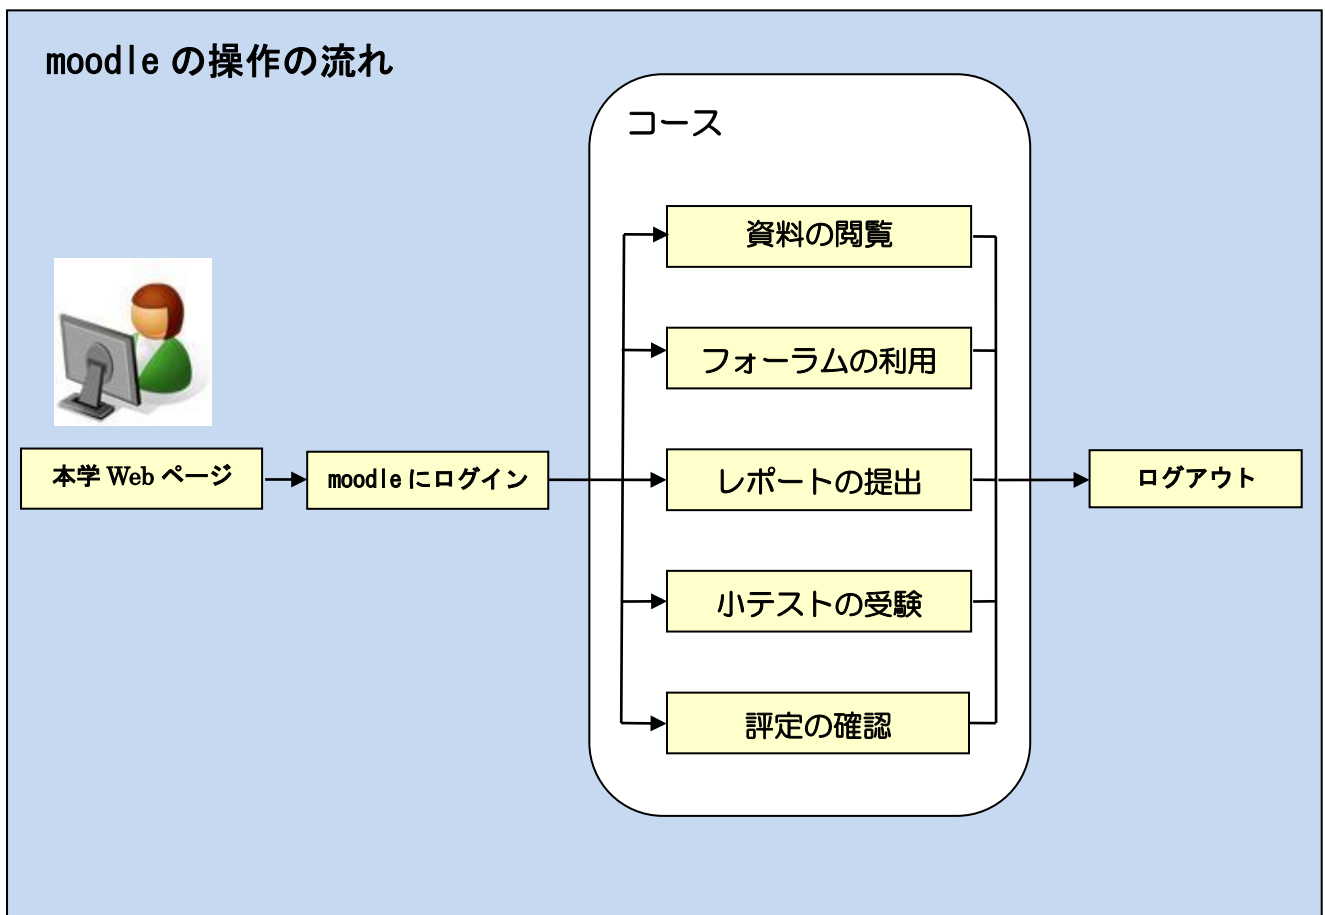 moodle の操作の流れ
コース
資料の閲覧
フォーラムの利用
本学 Web ページ
moodle にログイン
レポートの提出
ログアウト
小テストの受験
評定の確認